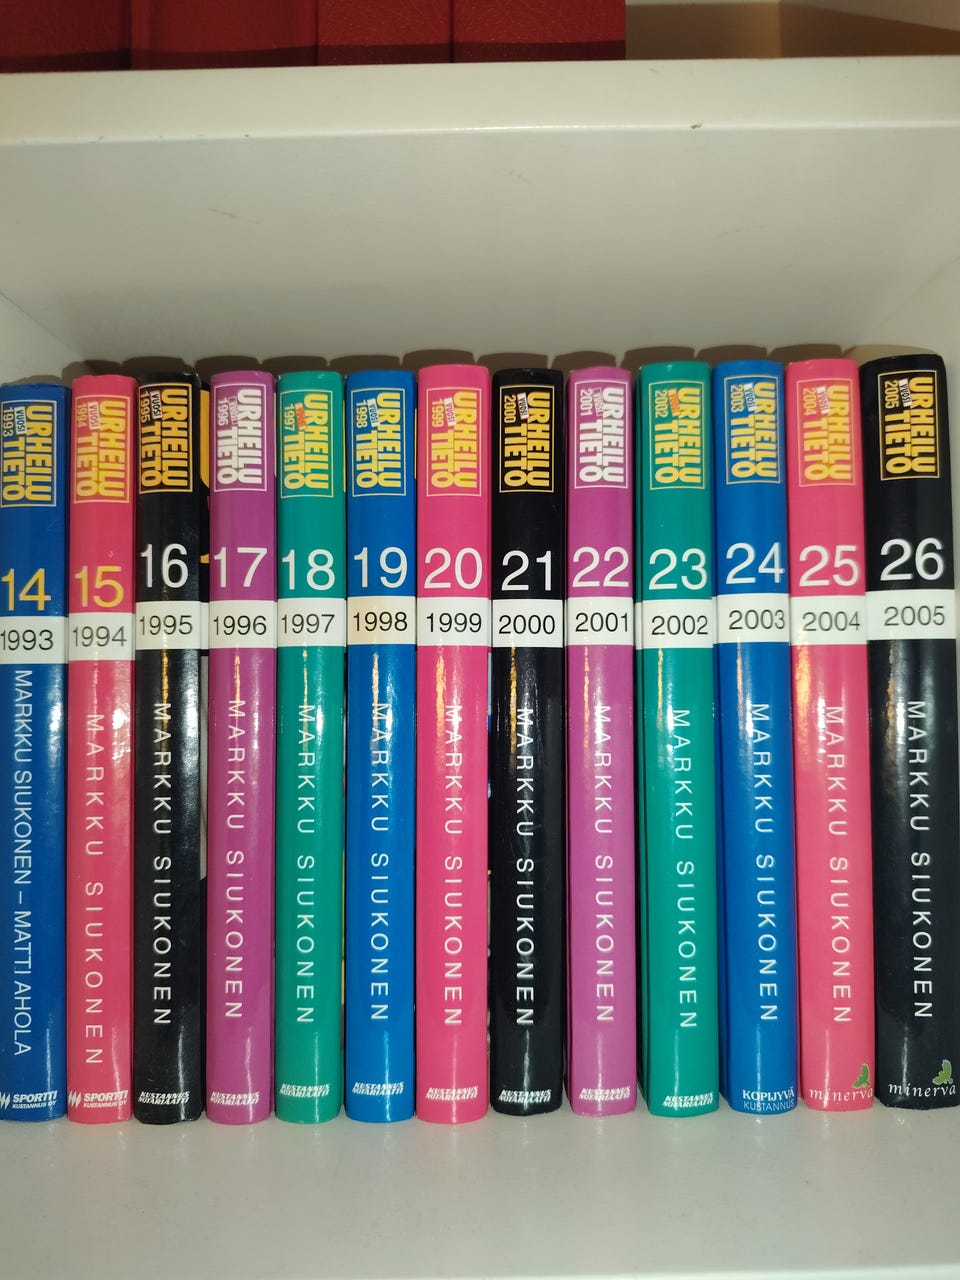 URHEILU
VUOSI
1993 TIETO
14
1993
MARKKU SIUKONEN – MATTI AHOLA
SPORTTI
KUSTANNUS OY
URHEILU
VUOSI
1994 TIETO
15
1994
MARKKU SIUKONEN
SPORTTI
KUSTANNUS OY
URHEILU
VUOSI
1995 TIETO
16
1995
MARKKU SIUKONEN
KUSTANNUS
NOTARIAATTI
URHEILU
VUOSI
1996 TIETO
17
1996
MARKKU SIUKONEN
KUSTANNUS
NOTARIAATTI
URHEILU
VUOSI
1997 TIETO
18
1997
MARKKU SIUKONEN
KUSTANNUS
NOTARIAATTI
URHEILU
VUOSI
1998 TIETO
19
1998
MARKKU SIUKONEN
KUSTANNUS
NOTARIAATTI
URHEILU
VUOSI
1999 TIETO
20
1999
MARKKU SIUKONEN
KUSTANNUS
NOTARIAATTI
URHEILU
VUOSI
2000 TIETO
21
2000
MARKKU SIUKONEN
KUSTANNUS
NOTARIAATTI
URHEILU
VUOSI
2001 TIETO
22
2001
MARKKU SIUKONEN
KUSTANNUS
NOTARIAATTI
URHEILU
VUOSI
2002 TIETO
23
2002
MARKKU SIUKONEN
KUSTANNUS
NOTARIAATTI
URHEILU
VUOSI
2003 TIETO
24
2003
MARKKU SIUKONEN
KOPIJYVÄ
KUSTANNUS
URHEILU
VUOSI
2004 TIETO
25
2004
MARKKU SIUKONEN
minerva
URHEILU
VUOSI
2005 TIETO
26
2005
MARKKU SIUKONEN
minerva